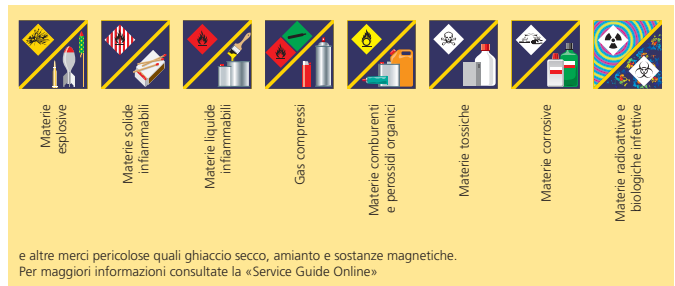 Materie
esplosive
Materie solide
infiammabili
Materie liquide
infiammabili
Gas compressi
Materie comburenti
e perossidi organici
Materie tossiche
Materie corrosive
Materie radioattive e
biologiche infettive
e altre merci pericolose quali ghiaccio secco, amianto e sostanze magnetiche.
Per maggiori informazioni consultate la «Service Guide Online»